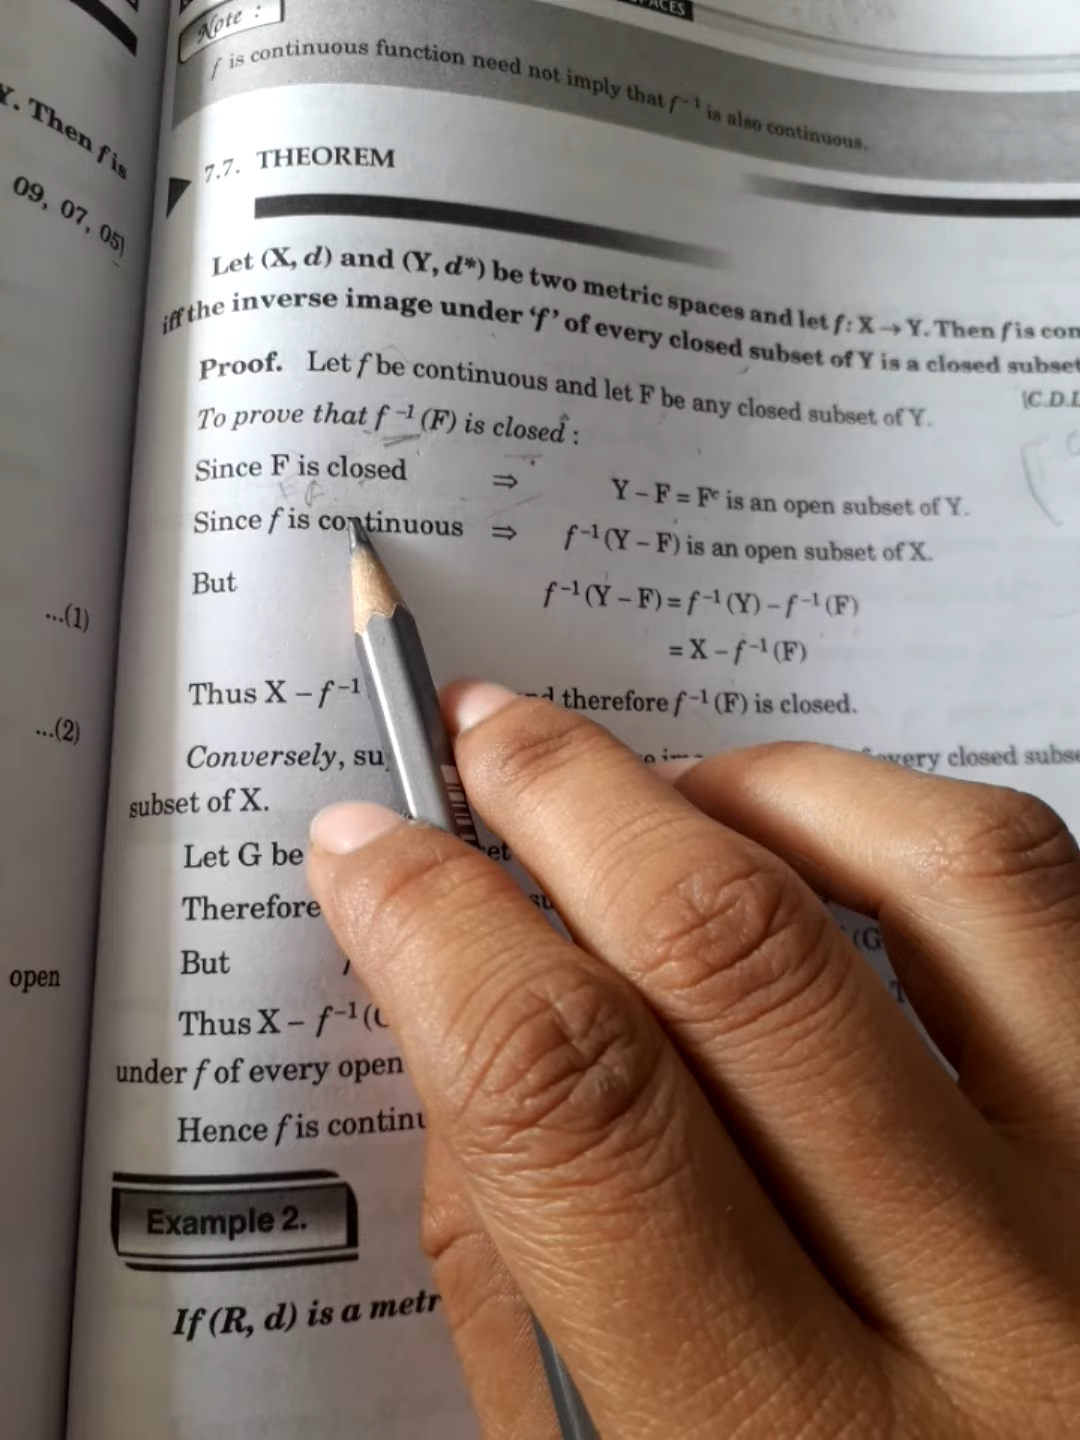 PACES
Note :
f is continuous function need not imply that f⁻¹ is also continuous.
Y. Then f is
09, 07, 05]
...(1)
...(2)
open
7.7. THEOREM
Let (X, d) and (Y, d*) be two metric spaces and let f : X → Y. Then f is con
iff the inverse image under 'f' of every closed subset of Y is a closed subset
[C.D.L
Proof. Let f be continuous and let F be any closed subset of Y.
To prove that f⁻¹ (F) is closed :
Since F is closed ⇒ Y – F = Fᶜ is an open subset of Y.
Since f is continuous ⇒ f⁻¹(Y – F) is an open subset of X.
But f⁻¹(Y – F) = f⁻¹(Y) – f⁻¹(F)
= X – f⁻¹(F)
Thus X – f⁻¹ therefore f⁻¹ (F) is closed.
Conversely, su every closed subse
subset of X.
Let G be et
Therefore su
But (G
Thus X – f⁻¹(
under f of every open
Hence f is continu
Example 2.
If (R, d) is a metr